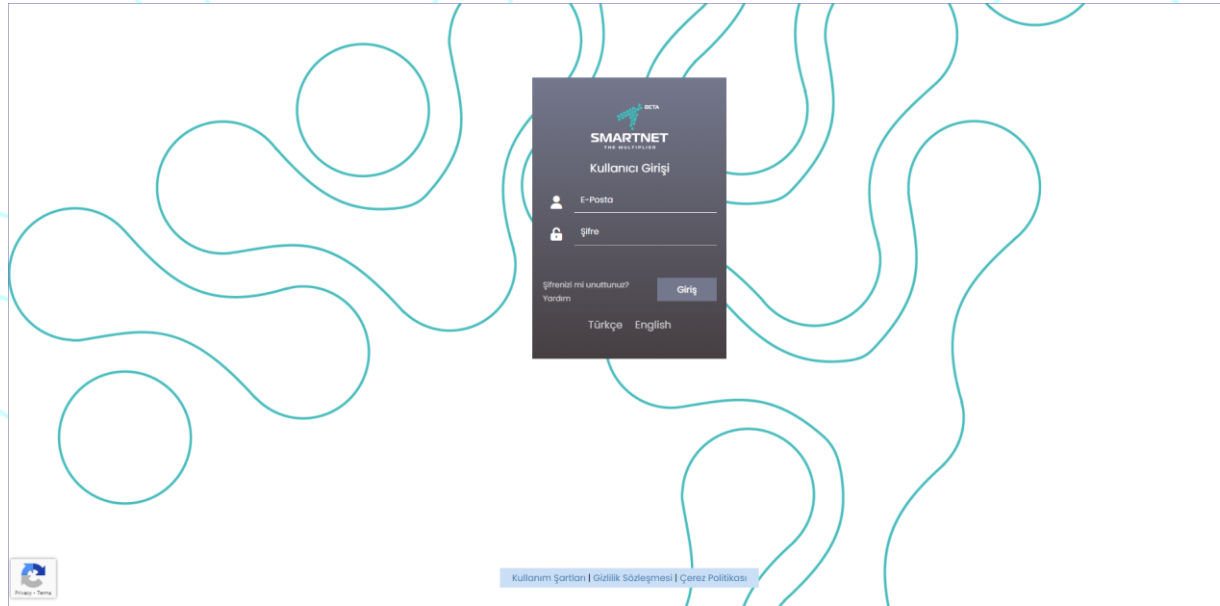 BETA
SMARTNET
THE MULTIPLIER
Kullanıcı Girişi
E-Posta
Şifre
Şifrenizi mi unuttunuz?
Yardım
Giriş
Türkçe English
Kullanım Şartları | Gizlilik Sözleşmesi | Çerez Politikası
Privacy - Terms